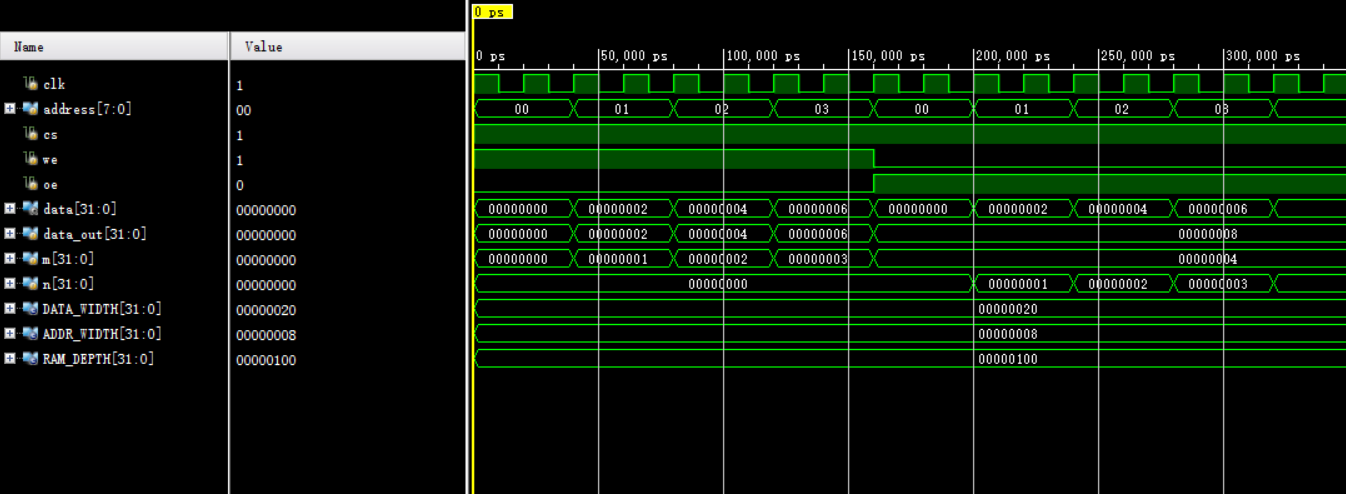 0 ps
Name Value
0 ps 50,000 ps 100,000 ps 150,000 ps 200,000 ps 250,000 ps 300,000 ps
clk 1
address[7:0] 00 00 01 02 03 00 01 02 03
cs 1
we 1
oe 0
data[31:0] 00000000 00000000 00000002 00000004 00000006 00000000 00000002 00000004 00000006
data_out[31:0] 00000000 00000000 00000002 00000004 00000006 00000008
m[31:0] 00000000 00000000 00000001 00000002 00000003 00000004
n[31:0] 00000000 00000000 00000001 00000002 00000003
DATA_WIDTH[31:0] 00000020 00000020
ADDR_WIDTH[31:0] 00000008 00000008
RAM_DEPTH[31:0] 00000100 00000100